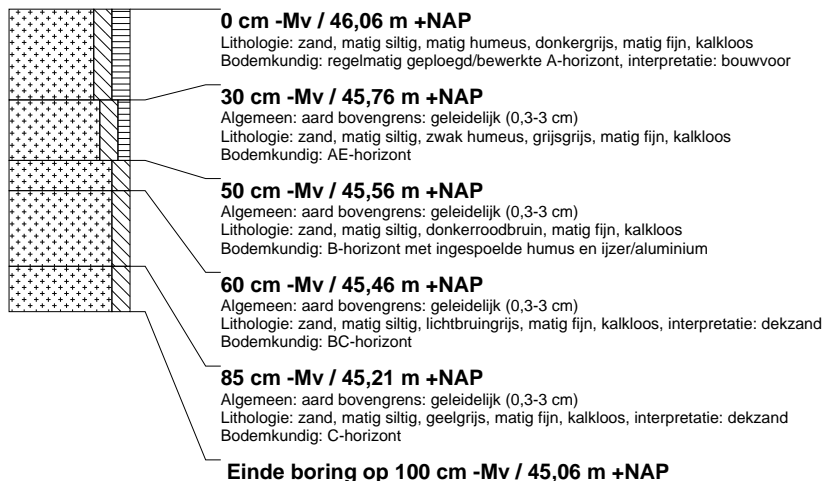 0 cm -Mv / 46,06 m +NAP
Lithologie: zand, matig siltig, matig humeus, donkergrijs, matig fijn, kalkloos
Bodemkundig: regelmatig geploegd/bewerkte A-horizont, interpretatie: bouwvoor
30 cm -Mv / 45,76 m +NAP
Algemeen: aard bovengrens: geleidelijk (0,3-3 cm)
Lithologie: zand, matig siltig, zwak humeus, grijsgrijs, matig fijn, kalkloos
Bodemkundig: AE-horizont
50 cm -Mv / 45,56 m +NAP
Algemeen: aard bovengrens: geleidelijk (0,3-3 cm)
Lithologie: zand, matig siltig, donkerroodbruin, matig fijn, kalkloos
Bodemkundig: B-horizont met ingespoelde humus en ijzer/aluminium
60 cm -Mv / 45,46 m +NAP
Algemeen: aard bovengrens: geleidelijk (0,3-3 cm)
Lithologie: zand, matig siltig, lichtbruingrijs, matig fijn, kalkloos, interpretatie: dekzand
Bodemkundig: BC-horizont
85 cm -Mv / 45,21 m +NAP
Algemeen: aard bovengrens: geleidelijk (0,3-3 cm)
Lithologie: zand, matig siltig, geelgrijs, matig fijn, kalkloos, interpretatie: dekzand
Bodemkundig: C-horizont
Einde boring op 100 cm -Mv / 45,06 m +NAP